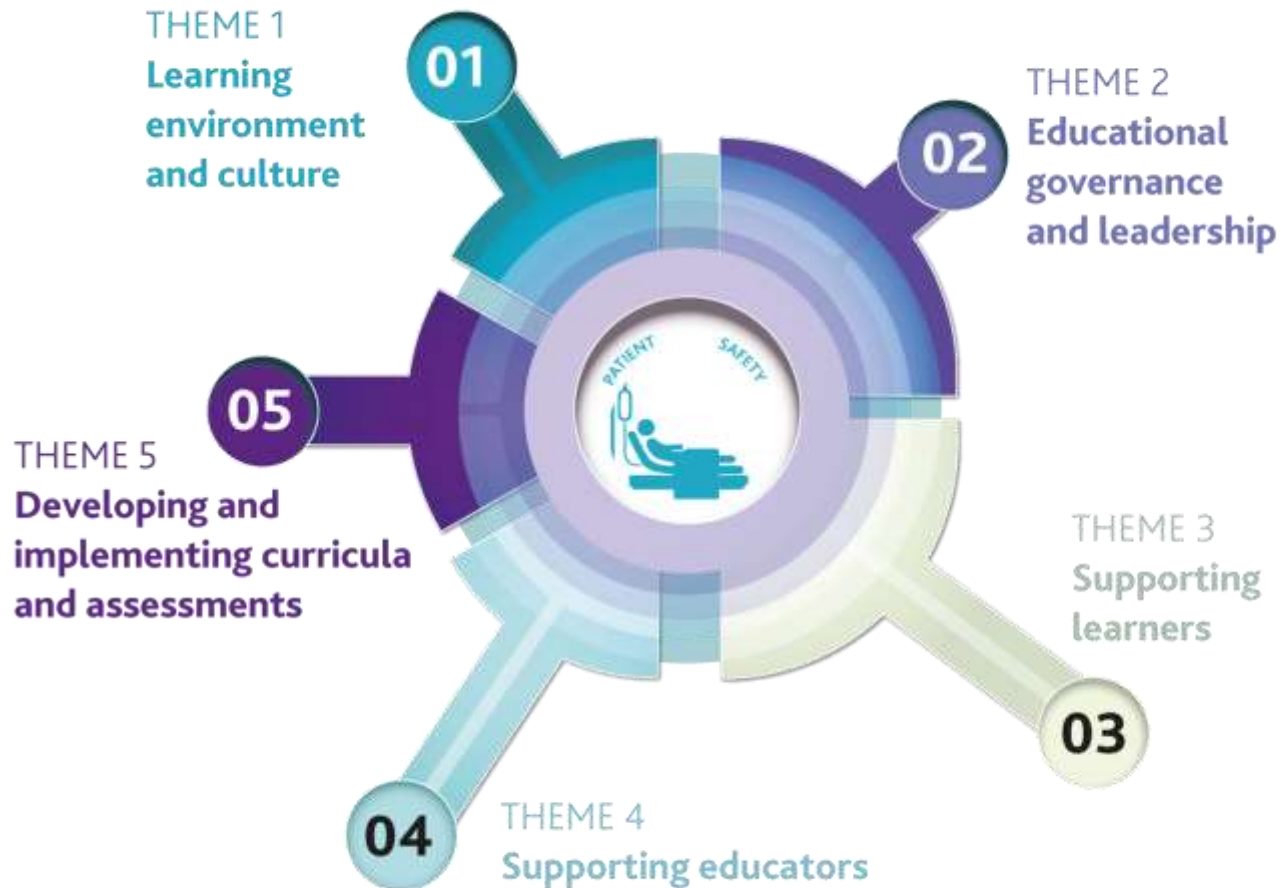 THEME 1
Learning
environment
and culture
01
THEME 2
Educational
governance
and leadership
02
PATIENT SAFETY
THEME 3
Supporting
learners
03
THEME 4
Supporting educators
04
THEME 5
Developing and
implementing curricula
and assessments
05